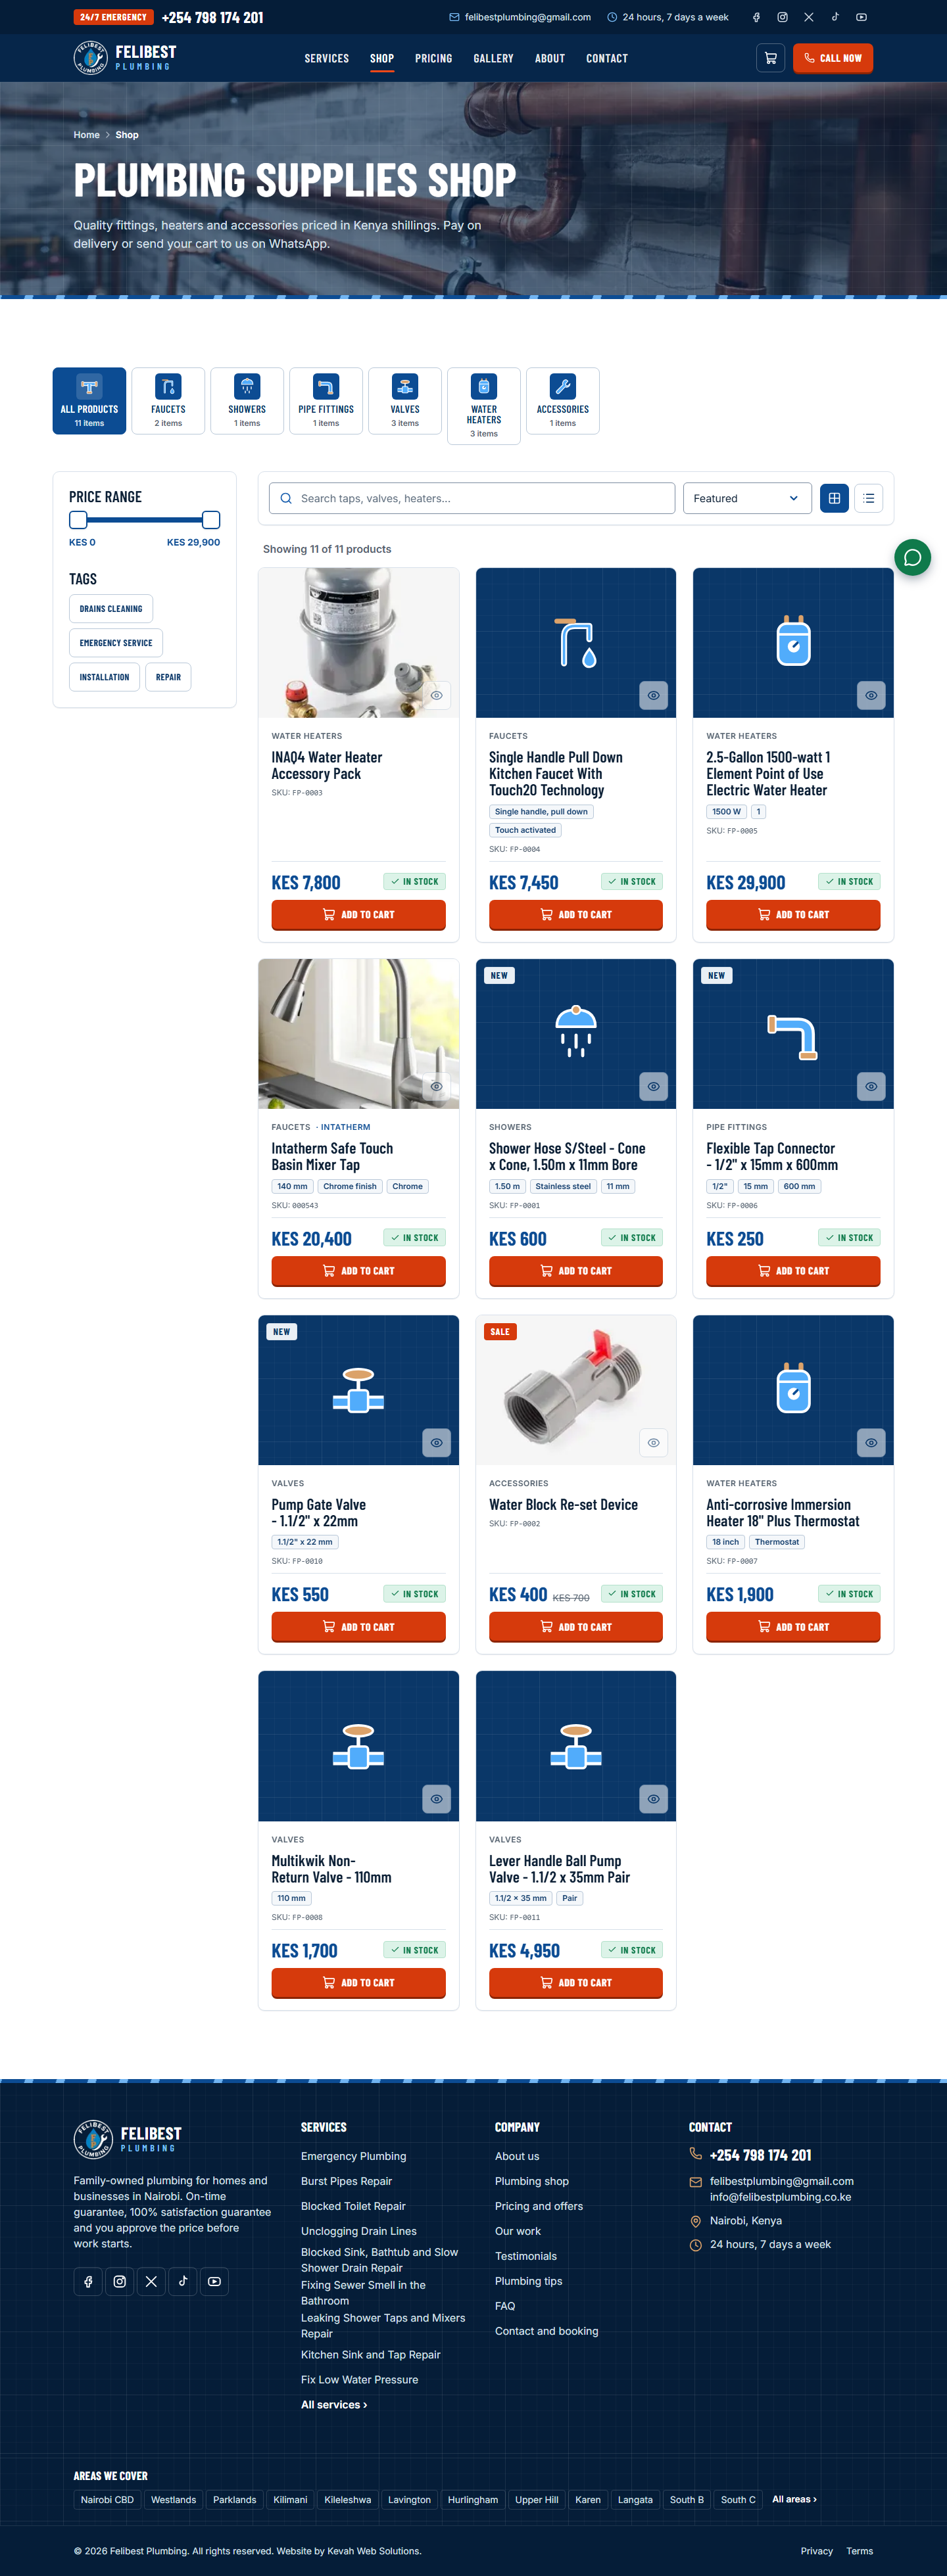 24/7 EMERGENCY +254 798 174 201 felibestplumbing@gmail.com 24 hours, 7 days a week
FELIBEST
PLUMBING
SERVICES SHOP PRICING GALLERY ABOUT CONTACT
CALL NOW
Home > Shop
PLUMBING SUPPLIES SHOP
Quality fittings, heaters and accessories priced in Kenya shillings. Pay on
delivery or send your cart to us on WhatsApp.
ALL PRODUCTS
11 items
FAUCETS
2 items
SHOWERS
1 items
PIPE FITTINGS
1 items
VALVES
3 items
WATER
HEATERS
3 items
ACCESSORIES
1 items
PRICE RANGE
KES 0 KES 29,900
TAGS
DRAINS CLEANING
EMERGENCY SERVICE
INSTALLATION REPAIR
Search taps, valves, heaters...
Featured
Showing 11 of 11 products
WATER HEATERS
INAQ4 Water Heater
Accessory Pack
SKU: FP-0003
KES 7,800 IN STOCK
ADD TO CART
FAUCETS
Single Handle Pull Down
Kitchen Faucet With
Touch20 Technology
Single handle, pull down
Touch activated
SKU: FP-0004
KES 7,450 IN STOCK
ADD TO CART
WATER HEATERS
2.5-Gallon 1500-watt 1
Element Point of Use
Electric Water Heater
1500 W 1
SKU: FP-0005
KES 29,900 IN STOCK
ADD TO CART
FAUCETS · INTATHERM
Intatherm Safe Touch
Basin Mixer Tap
140 mm Chrome finish Chrome
SKU: 000543
KES 20,400 IN STOCK
ADD TO CART
NEW
SHOWERS
Shower Hose S/Steel - Cone
x Cone, 1.50m x 11mm Bore
1.50 m Stainless steel 11 mm
SKU: FP-0001
KES 600 IN STOCK
ADD TO CART
NEW
PIPE FITTINGS
Flexible Tap Connector
- 1/2" x 15mm x 600mm
1/2" 15 mm 600 mm
SKU: FP-0006
KES 250 IN STOCK
ADD TO CART
NEW
VALVES
Pump Gate Valve
- 1.1/2" x 22mm
1.1/2" x 22 mm
SKU: FP-0010
KES 550 IN STOCK
ADD TO CART
SALE
ACCESSORIES
Water Block Re-set Device
SKU: FP-0002
KES 400 KES 700 IN STOCK
ADD TO CART
WATER HEATERS
Anti-corrosive Immersion
Heater 18" Plus Thermostat
18 inch Thermostat
SKU: FP-0007
KES 1,900 IN STOCK
ADD TO CART
VALVES
Multikwik Non-
Return Valve - 110mm
110 mm
SKU: FP-0008
KES 1,700 IN STOCK
ADD TO CART
VALVES
Lever Handle Ball Pump
Valve - 1.1/2 x 35mm Pair
1.1/2 × 35 mm Pair
SKU: FP-0011
KES 4,950 IN STOCK
ADD TO CART
FELIBEST
PLUMBING
Family-owned plumbing for homes and
businesses in Nairobi. On-time
guarantee, 100% satisfaction guarantee
and you approve the price before
work starts.
SERVICES
Emergency Plumbing
Burst Pipes Repair
Blocked Toilet Repair
Unclogging Drain Lines
Blocked Sink, Bathtub and Slow
Shower Drain Repair
Fixing Sewer Smell in the
Bathroom
Leaking Shower Taps and Mixers
Repair
Kitchen Sink and Tap Repair
Fix Low Water Pressure
All services ›
COMPANY
About us
Plumbing shop
Pricing and offers
Our work
Testimonials
Plumbing tips
FAQ
Contact and booking
CONTACT
+254 798 174 201
felibestplumbing@gmail.com
info@felibestplumbing.co.ke
Nairobi, Kenya
24 hours, 7 days a week
AREAS WE COVER
Nairobi CBD Westlands Parklands Kilimani Kileleshwa Lavington Hurlingham Upper Hill Karen Langata South B South C All areas ›
© 2026 Felibest Plumbing. All rights reserved. Website by Kevah Web Solutions. Privacy Terms